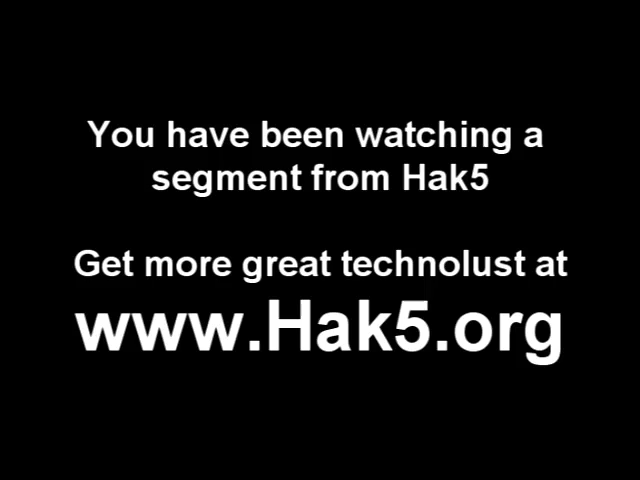 You have been watching a
segment from Hak5
Get more great technolust at
www.Hak5.org